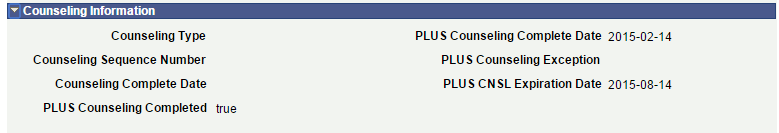 Counseling Information
Counseling Type
PLUS Counseling Complete Date 2015-02-14
Counseling Sequence Number
PLUS Counseling Exception
Counseling Complete Date
PLUS CNSL Expiration Date 2015-08-14
PLUS Counseling Completed true